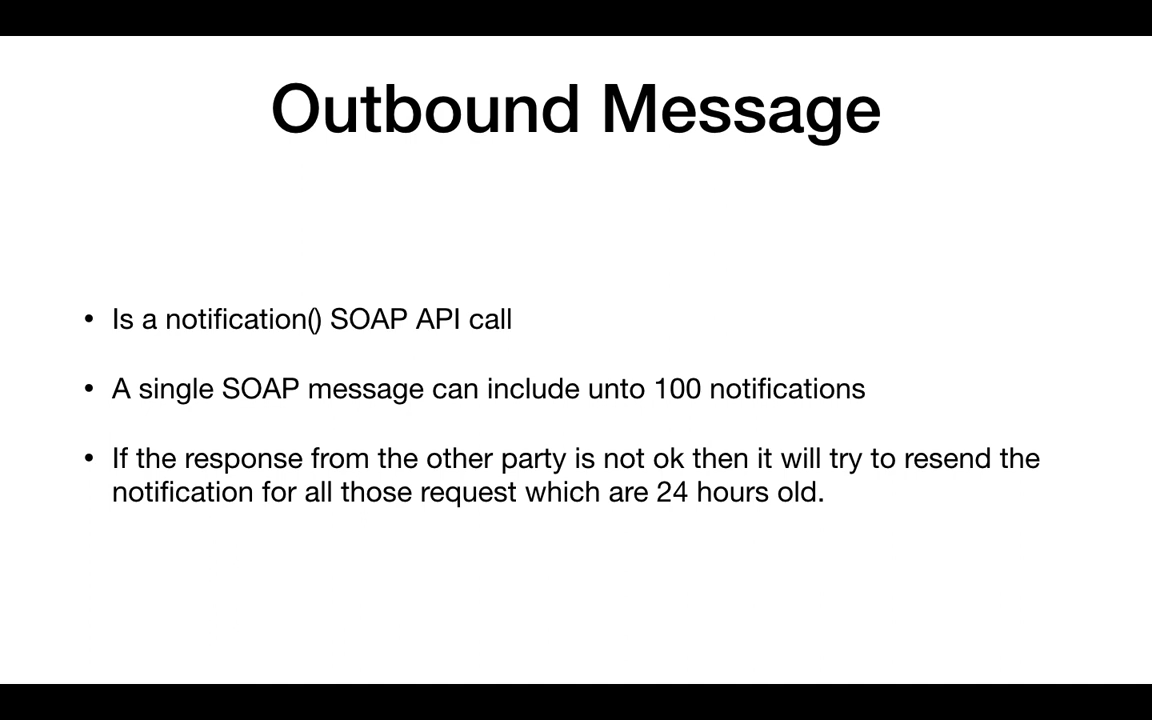 Outbound Message
• Is a notification() SOAP API call
• A single SOAP message can include unto 100 notifications
• If the response from the other party is not ok then it will try to resend the
notification for all those request which are 24 hours old.